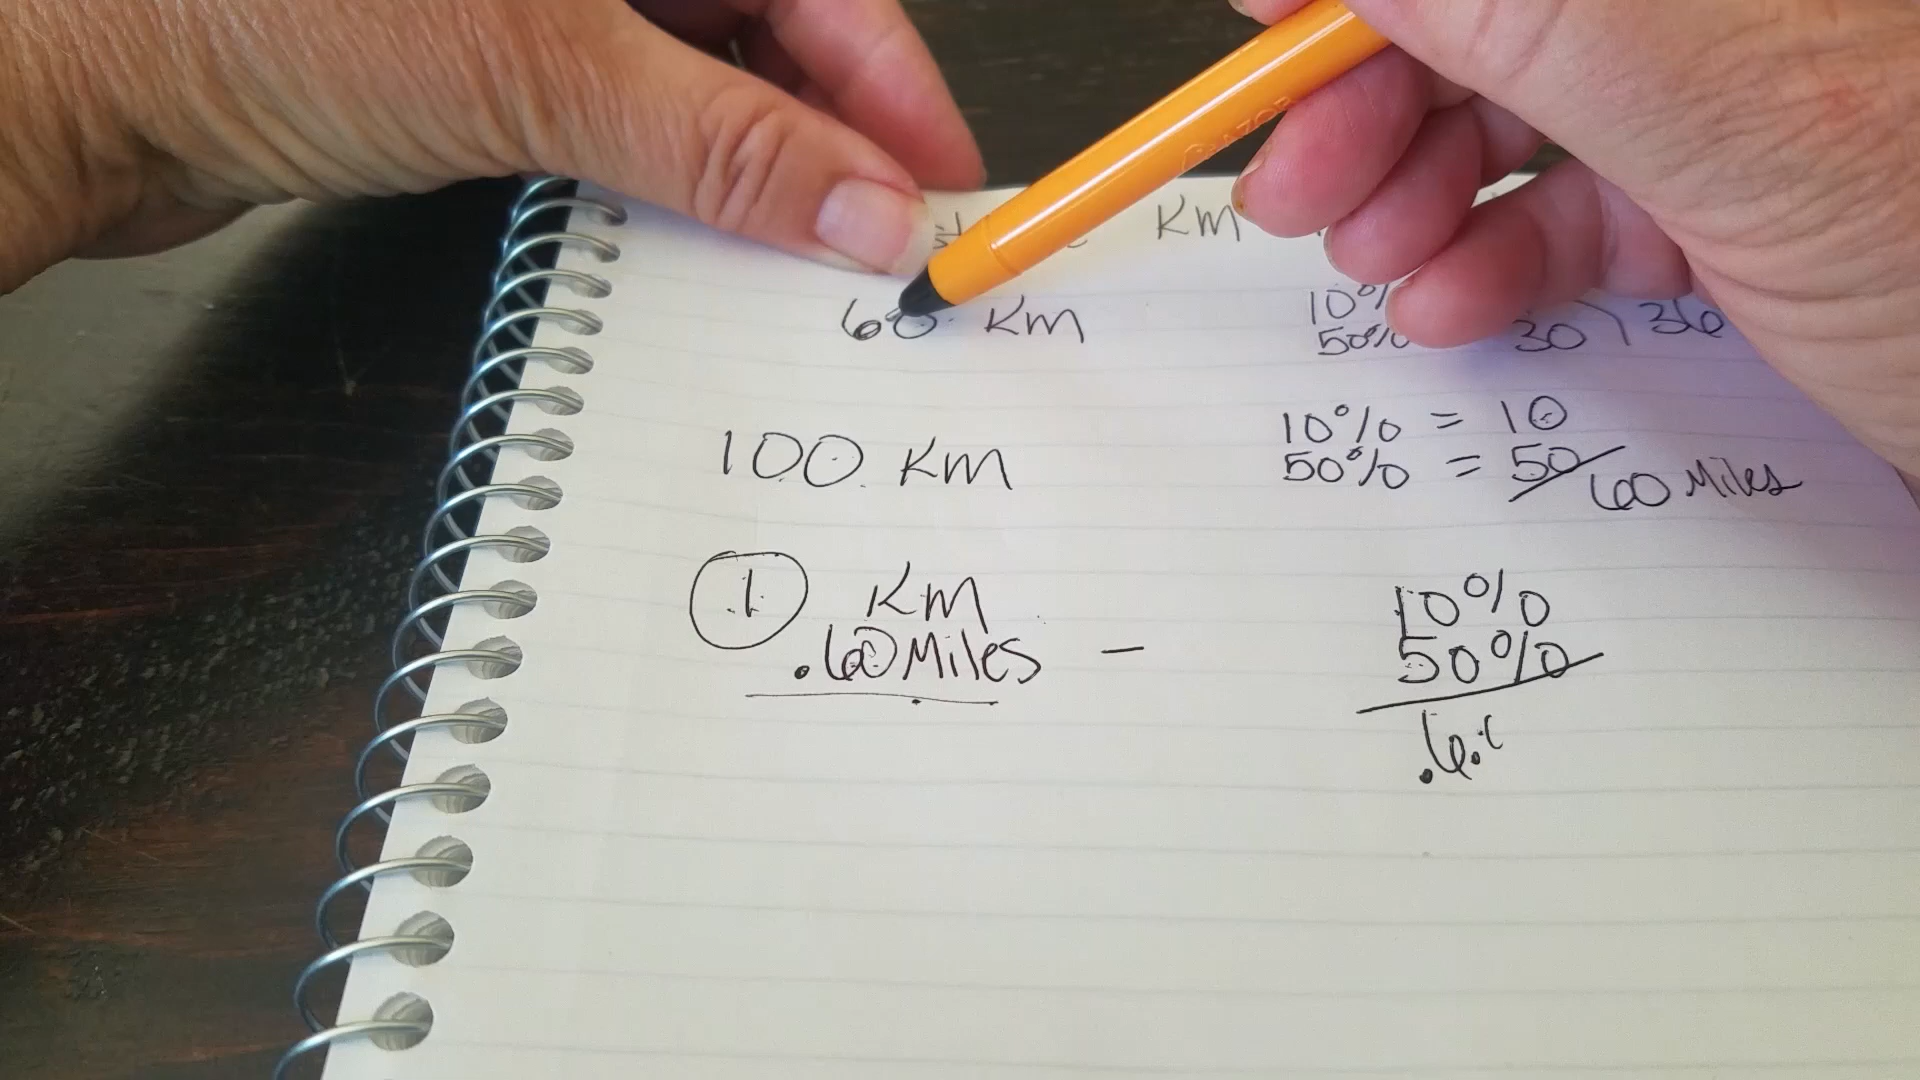 KM
60 KM
10%
50% 30 \ 36
100 KM
10% = 10
50% = 50
60 Miles
1 KM
.60 Miles —
10%
50%
.6